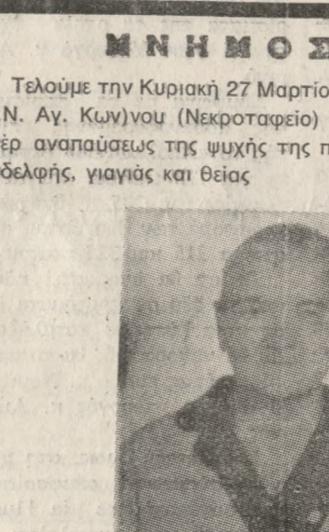 ΜΝΗΜΟΣ
Τελούμε την Κυριακή 27 Μαρτίο
.Ν. Αγ. Κων)νου (Νεκροταφείο)
έρ αναπαύσεως της ψυχής της π
δελφής, γιαγιάς και θείας